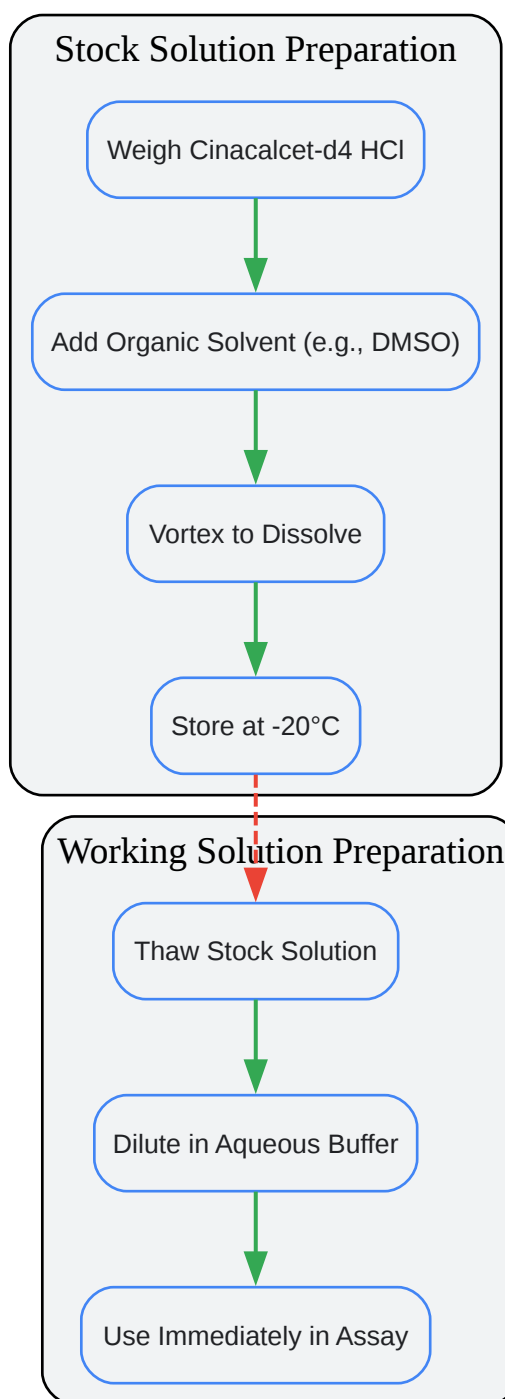 Stock Solution Preparation
Weigh Cinacalcet-d4 HCl
Add Organic Solvent (e.g., DMSO)
Vortex to Dissolve
Store at -20°C
Working Solution Preparation
Thaw Stock Solution
Dilute in Aqueous Buffer
Use Immediately in Assay